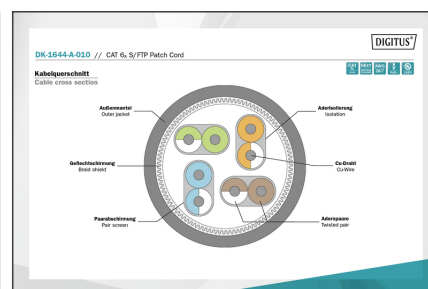 DIGITUS®
DK-1644-A-010 // CAT 6A S/FTP Patch Cord
Kabelquerschnitt
Cable cross section
Außenmantel
Outer jacket
Geflechtschirmung
Braid shield
Paarabschirmung
Pair screen
Aderisolierung
Isolation
Cu-Draht
Cu-Wire
Adernpaare
Twisted pair